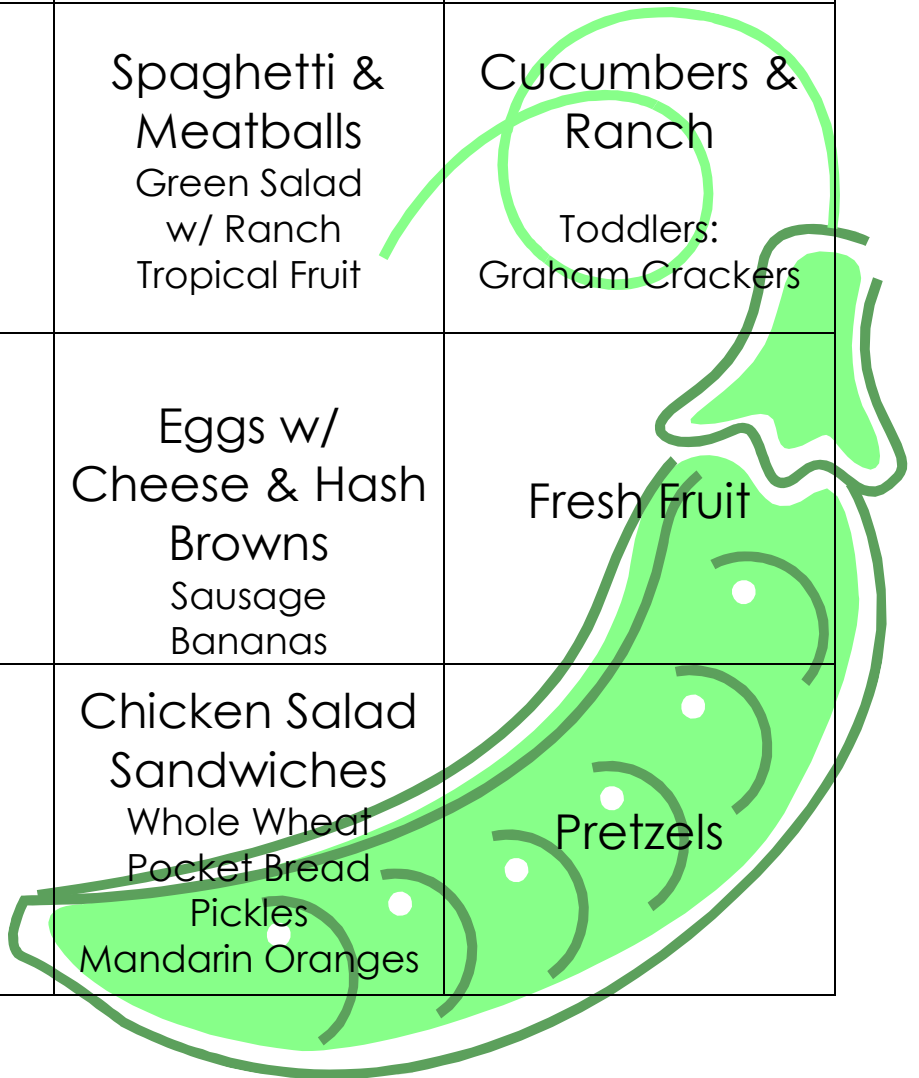 Spaghetti &
Meatballs
Green Salad
w/ Ranch
Tropical Fruit
Cucumbers &
Ranch
Toddlers:
Graham Crackers
Eggs w/
Cheese & Hash
Browns
Sausage
Bananas
Fresh Fruit
Chicken Salad
Sandwiches
Whole Wheat
Pocket Bread
Pickles
Mandarin Oranges
Pretzels